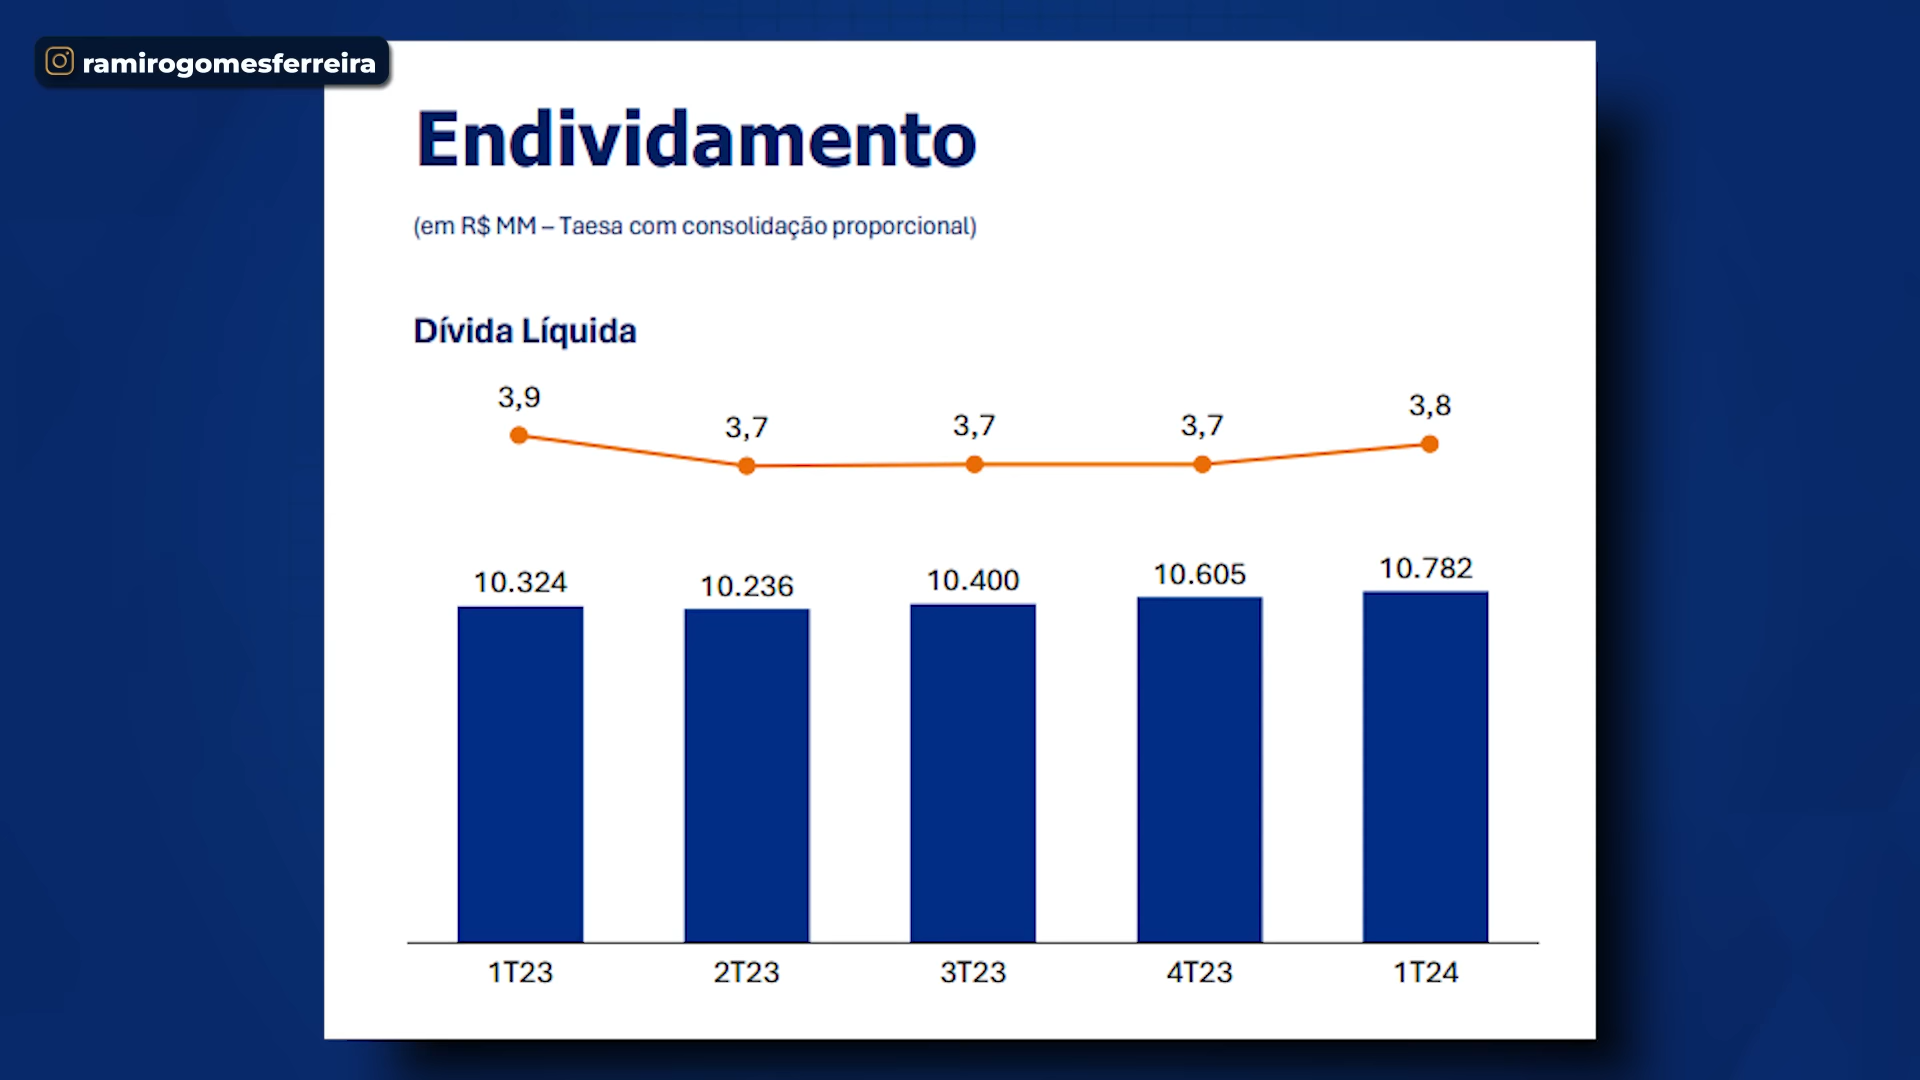 ramirogomesferreira
Endividamento
(em R$ MM – Taesa com consolidação proporcional)
Dívida Líquida
3,9 3,7 3,7 3,7 3,8
10.324 10.236 10.400 10.605 10.782
1T23 2T23 3T23 4T23 1T24